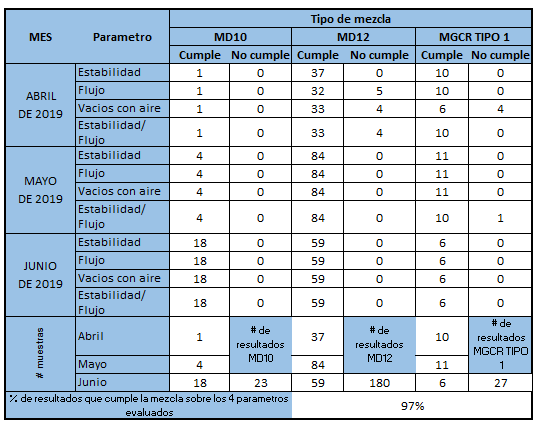 MES Parametro Tipo de mezcla
MD10 MD12 MGCR TIPO 1
Cumple No cumple Cumple No cumple Cumple No cumple
ABRIL DE 2019
Estabilidad 1 0 37 0 10 0
Flujo 1 0 32 5 10 0
Vacios con aire 1 0 33 4 6 4
Estabilidad/
Flujo 1 0 33 4 10 0
MAYO DE 2019
Estabilidad 4 0 84 0 11 0
Flujo 4 0 84 0 11 0
Vacios con aire 4 0 84 0 11 0
Estabilidad/
Flujo 4 0 84 0 10 1
JUNIO DE 2019
Estabilidad 18 0 59 0 6 0
Flujo 18 0 59 0 6 0
Vacios con aire 18 0 59 0 6 0
Estabilidad/
Flujo 18 0 59 0 6 0
# muestras
Abril 1 # de resultados MD10 37 # de resultados MD12 10 # de resultados MGCR TIPO 1
Mayo 4 84 11
Junio 18 23 59 180 6 27
% de resultados que cumple la mezcla sobre los 4 parametros
evaluados 97%